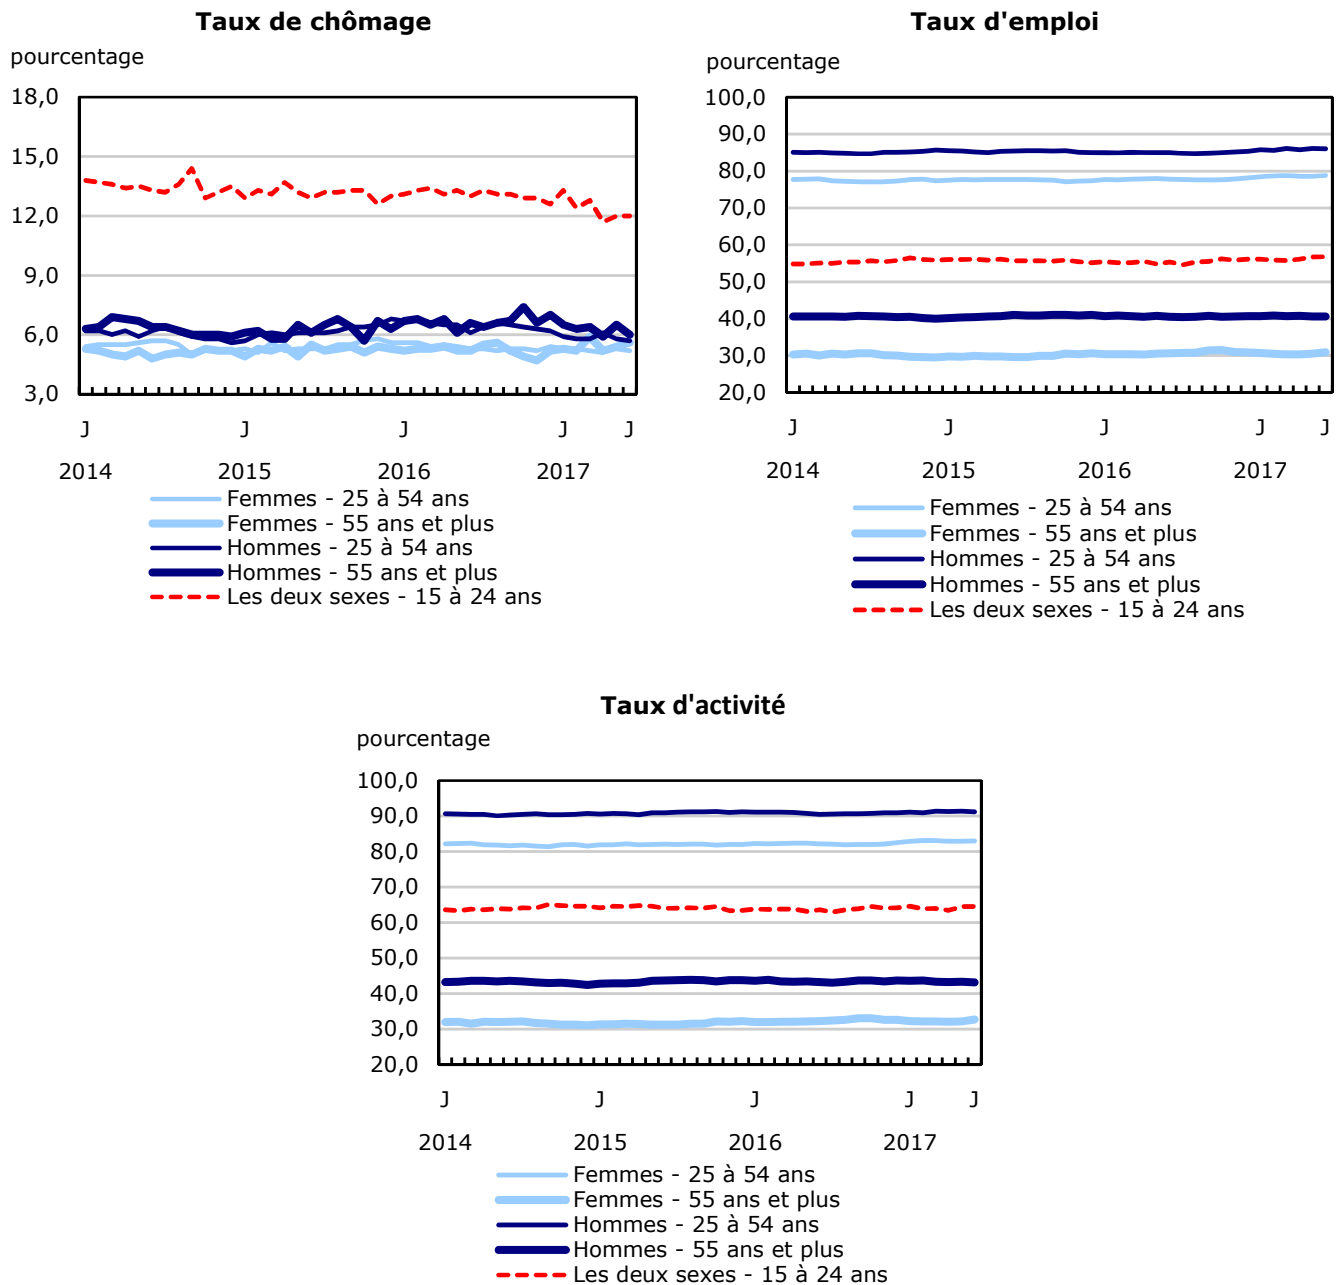 Taux de chômage
pourcentage
18,0
15,0
12,0
9,0
6,0
3,0
J J J J J
2014 2015 2016 2017
Femmes - 25 à 54 ans
Femmes - 55 ans et plus
Hommes - 25 à 54 ans
Hommes - 55 ans et plus
Les deux sexes - 15 à 24 ans
Taux d'emploi
pourcentage
100,0
90,0
80,0
70,0
60,0
50,0
40,0
30,0
20,0
J J J J J
2014 2015 2016 2017
Femmes - 25 à 54 ans
Femmes - 55 ans et plus
Hommes - 25 à 54 ans
Hommes - 55 ans et plus
Les deux sexes - 15 à 24 ans
Taux d'activité
pourcentage
100,0
90,0
80,0
70,0
60,0
50,0
40,0
30,0
20,0
J J J J J
2014 2015 2016 2017
Femmes - 25 à 54 ans
Femmes - 55 ans et plus
Hommes - 25 à 54 ans
Hommes - 55 ans et plus
Les deux sexes - 15 à 24 ans